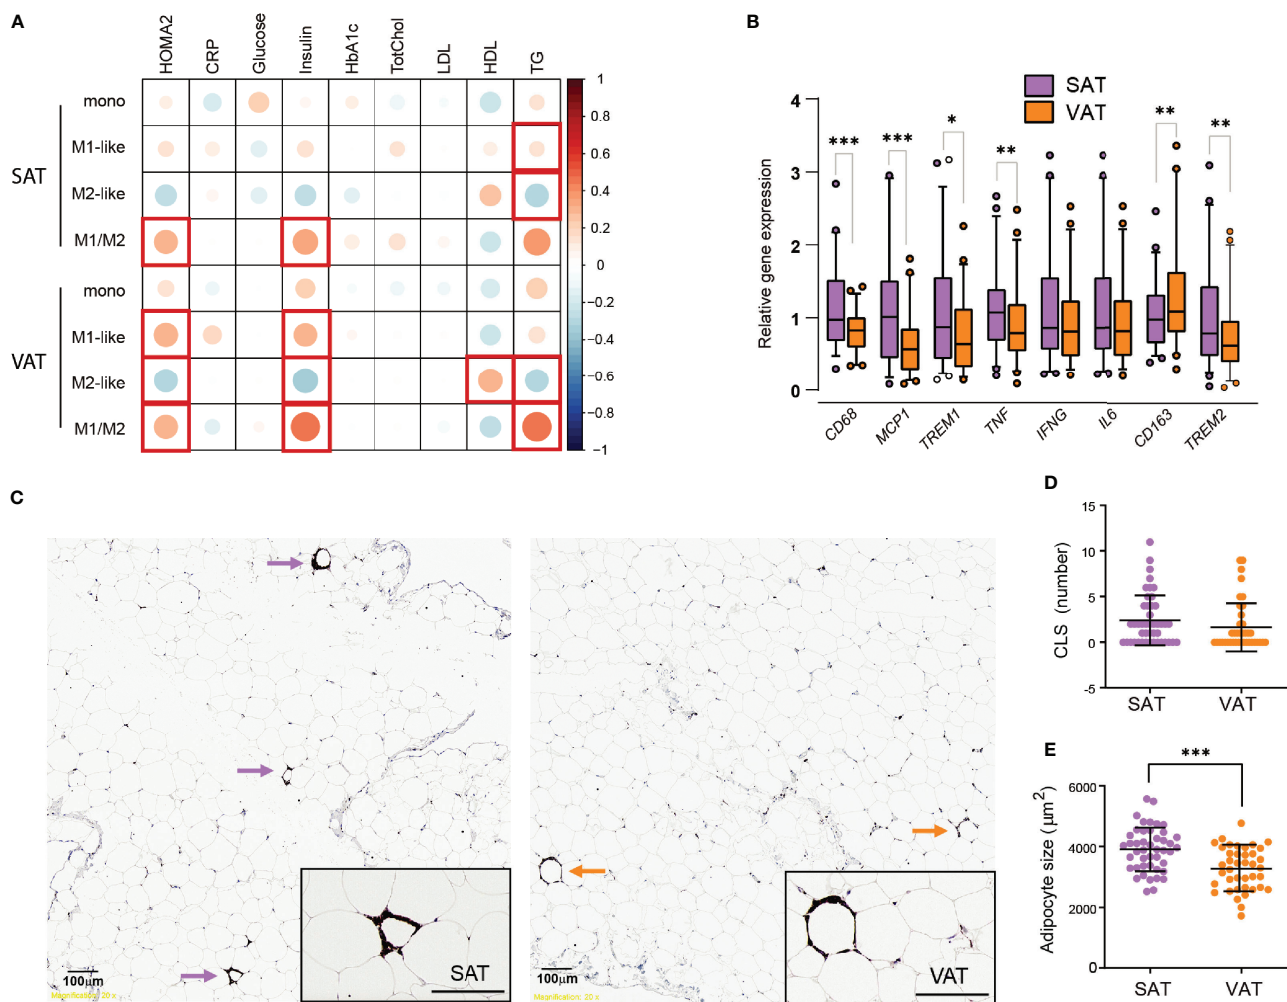 A
HOMA2 CRP Glucose Insulin HbA1c TotChol LDL HDL TG
SAT
mono
M1-like
M2-like
M1/M2
VAT
mono
M1-like
M2-like
M1/M2
1
0.8
0.6
0.4
0.2
0
−0.2
−0.4
−0.6
−0.8
−1
B
SAT
VAT
Relative gene expression
4
3
2
1
0
*** *** * ** ** **
CD68 MCP1 TREM1 TNF IFNG IL6 CD163 TREM2
C
100μm
Magnification: 20 x
SAT
100μm
Magnification: 20 x
VAT
D
CLS (number)
15
10
5
0
-5
SAT VAT
E
***
Adipocyte size (μm2)
6000
4000
2000
0
SAT VAT